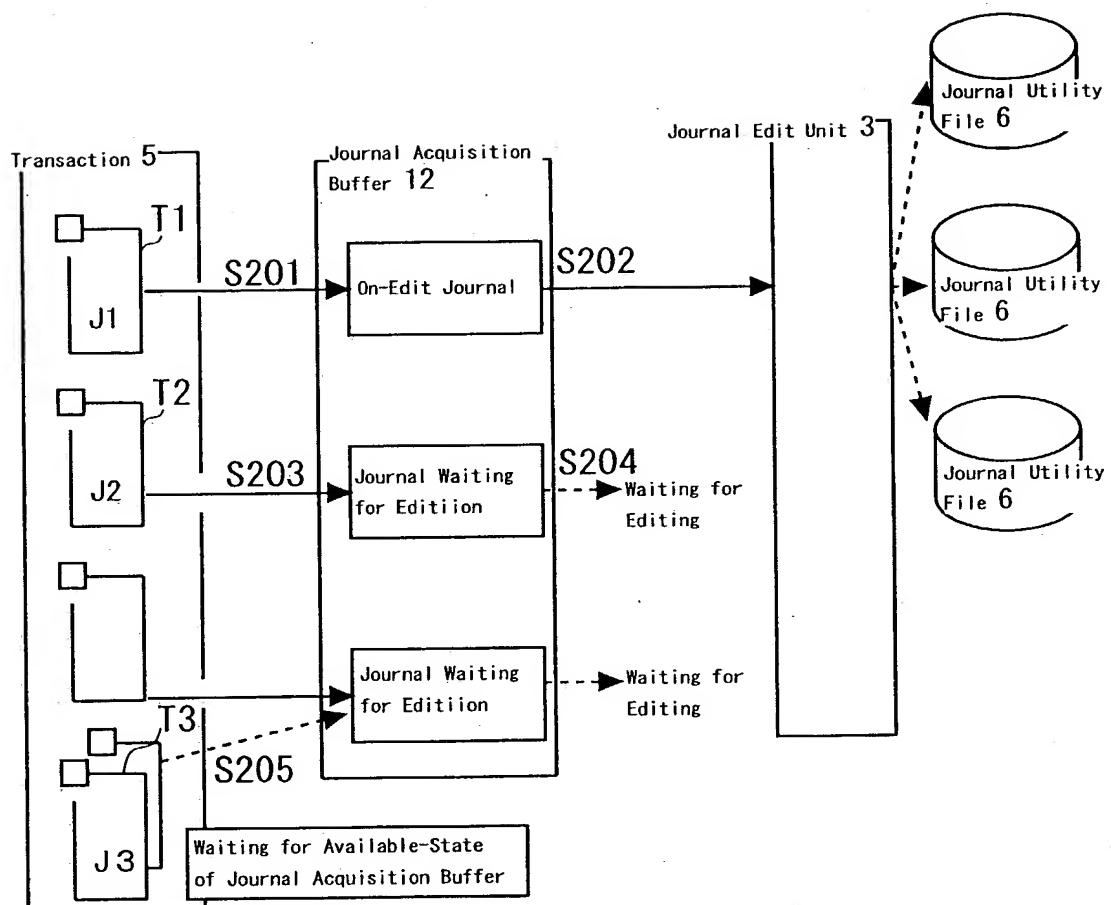 Journal Utility
File 6
Journal Edit Unit 3
Transaction 5
Journal Acquisition
Buffer 12
T1
S201
On-Edit Journal
S202
J1
Journal Utility
File 6
T2
S203
Journal Waiting
for Editiion
S204
Waiting for
Editing
J2
Journal Utility
File 6
Journal Waiting
for Editiion
Waiting for
Editing
T3
S205
J3
Waiting for Available-State
of Journal Acquisition Buffer